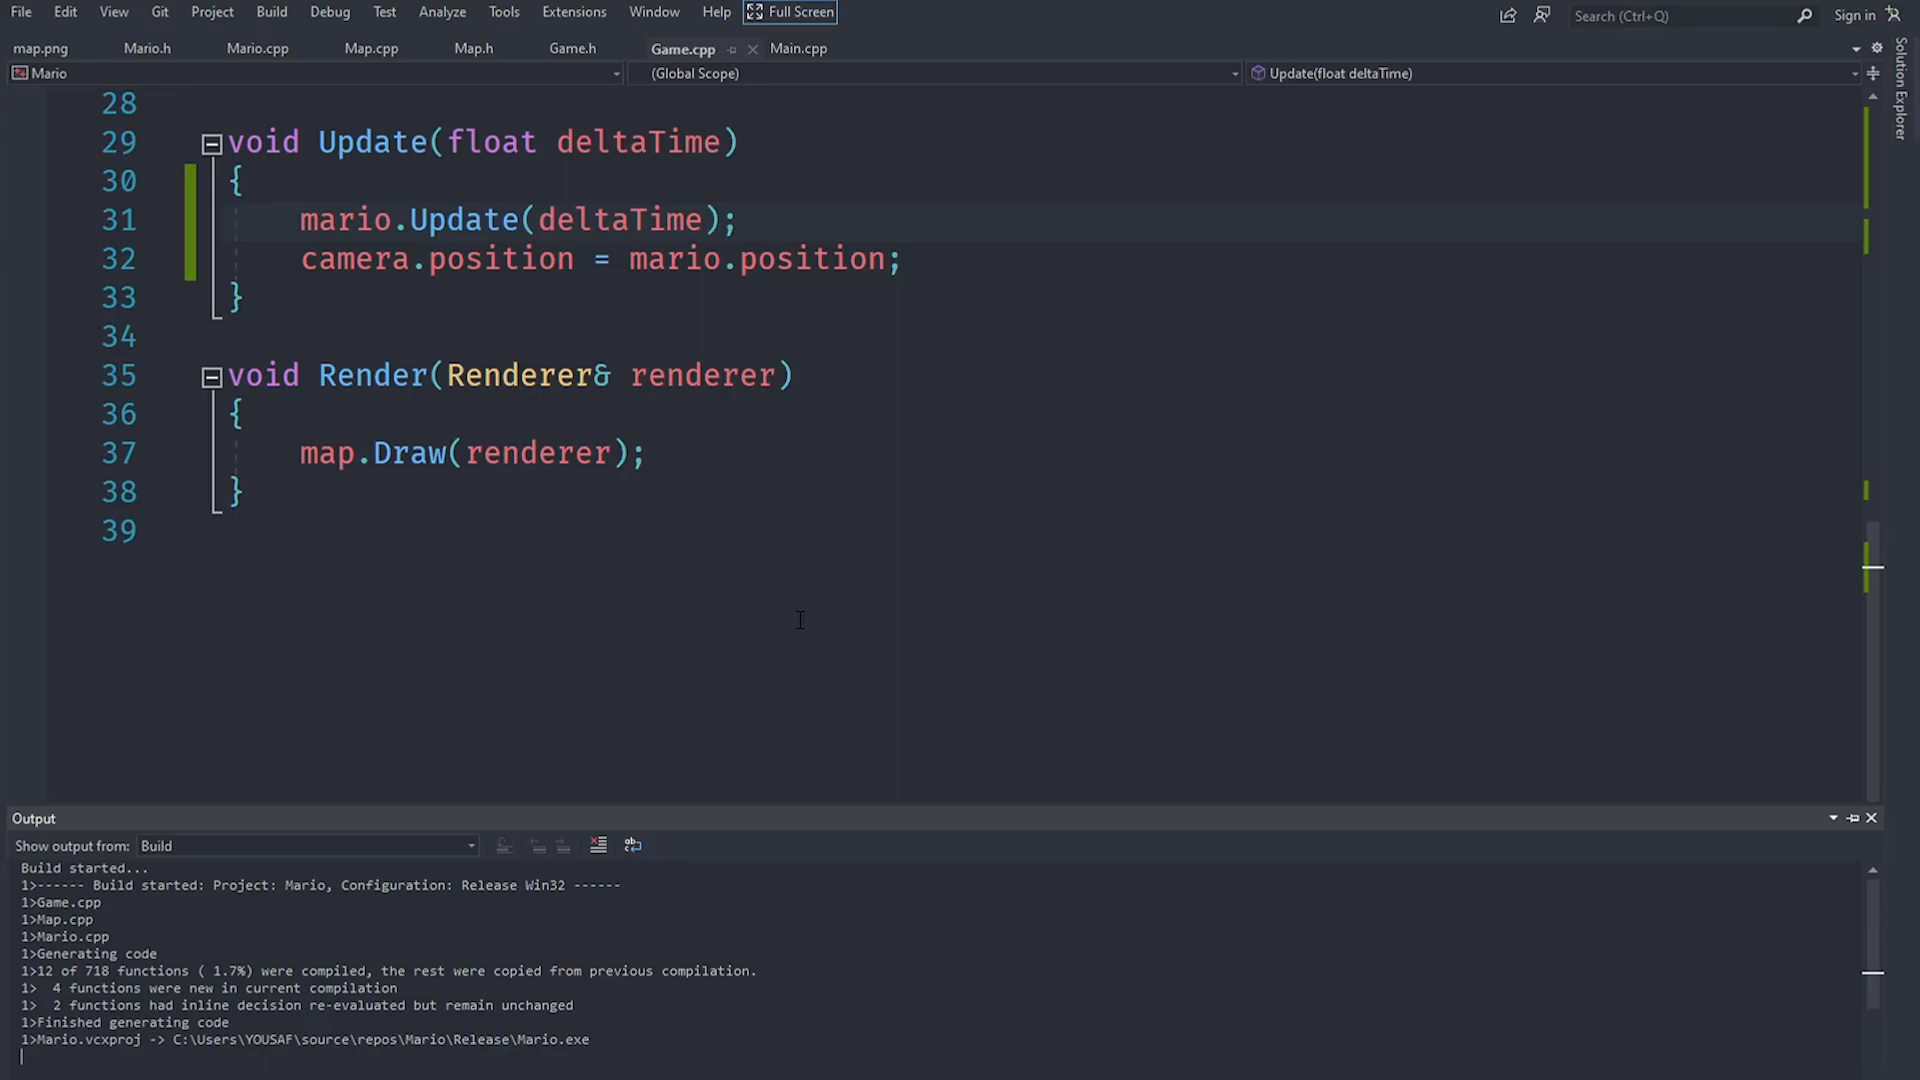 File Edit View Git Project Build Debug Test Analyze Tools Extensions Window Help Full Screen Search (Ctrl+Q) Sign in
map.png Mario.h Mario.cpp Map.cpp Map.h Game.h Game.cpp Main.cpp
Mario (Global Scope) Update(float deltaTime)
Solution Explorer
28
29 void Update(float deltaTime)
30 {
31 mario.Update(deltaTime);
32 camera.position = mario.position;
33 }
34
35 void Render(Renderer& renderer)
36 {
37 map.Draw(renderer);
38 }
39
Output
Show output from: Build
Build started...
1>------ Build started: Project: Mario, Configuration: Release Win32 ------
1>Game.cpp
1>Map.cpp
1>Mario.cpp
1>Generating code
1>12 of 718 functions ( 1.7%) were compiled, the rest were copied from previous compilation.
1>  4 functions were new in current compilation
1>  2 functions had inline decision re-evaluated but remain unchanged
1>Finished generating code
1>Mario.vcxproj -> C:\Users\YOUSAF\source\repos\Mario\Release\Mario.exe